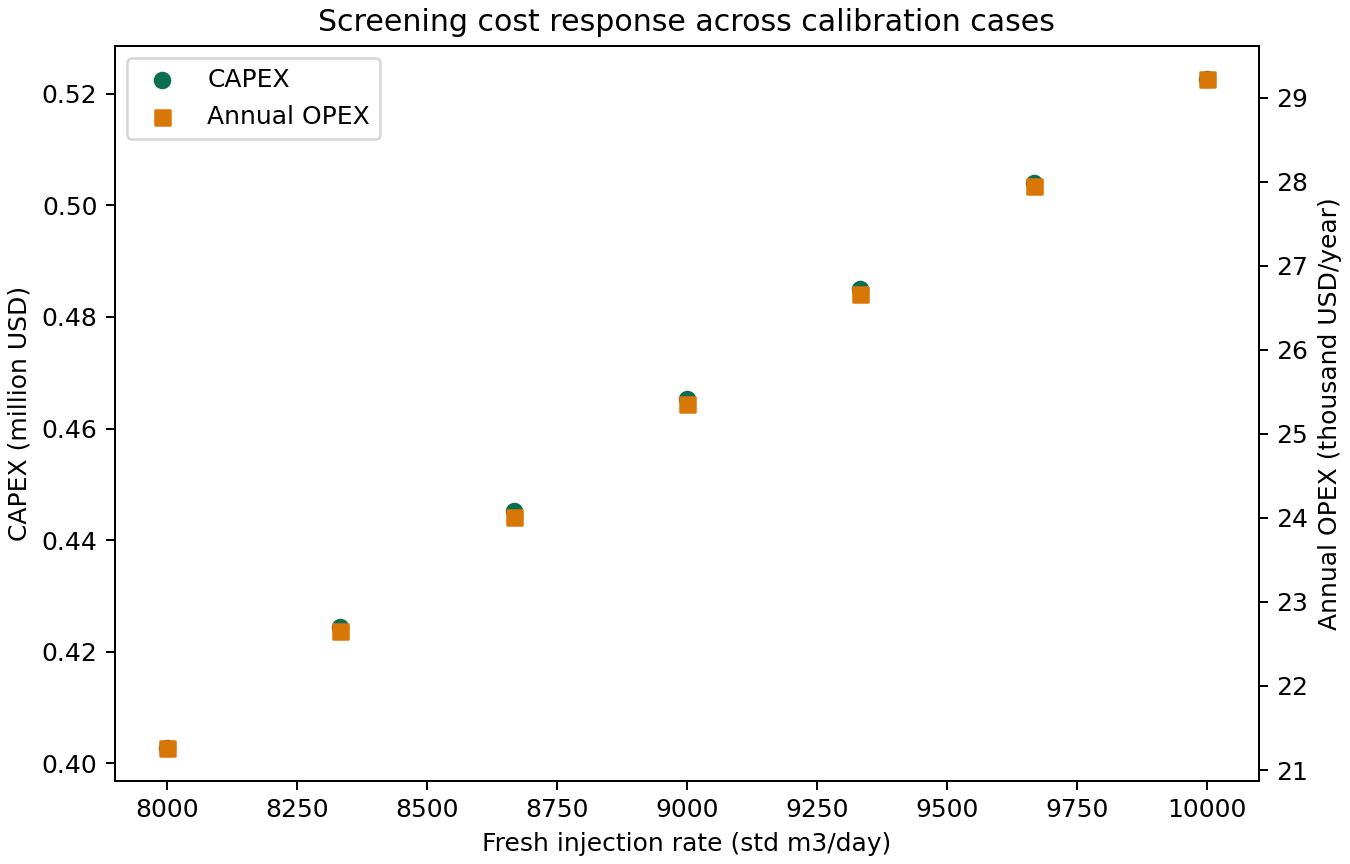 Screening cost response across calibration cases
CAPEX
Annual OPEX
CAPEX (million USD)
0.52
0.50
0.48
0.46
0.44
0.42
0.40
29
28
27
26
25
24
23
22
21
Annual OPEX (thousand USD/year)
8000 8250 8500 8750 9000 9250 9500 9750 10000
Fresh injection rate (std m3/day)